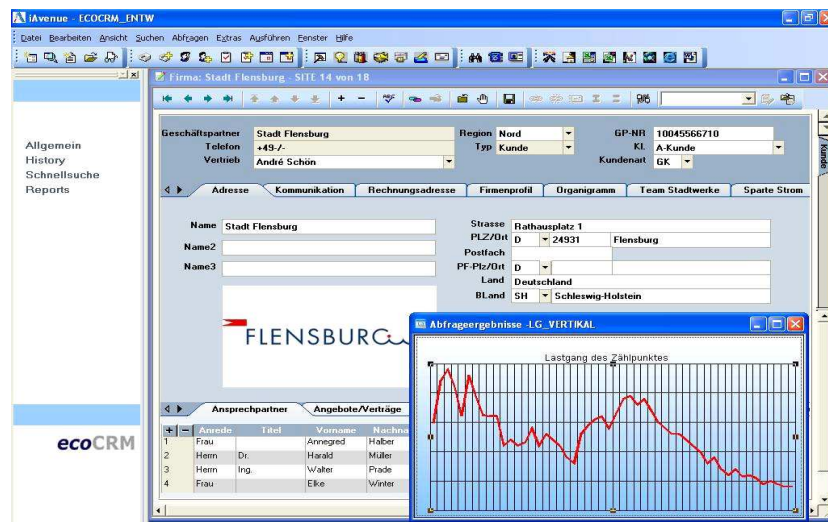 iAvenue - ECOCRM_ENTW
Datei Bearbeiten Ansicht Suchen Abfragen Extras Ausführen Fenster Hilfe
Firma: Stadt Flensburg - SITE 14 von 18
Allgemein
History
Schnellsuche
Reports
Geschäftspartner Stadt Flensburg Region Nord GP-NR 10045566710
Telefon +49-/- Typ Kunde Kl. A-Kunde
Vertrieb André Schön Kundenart GK
Kunde
Adresse Kommunikation Rechnungsadresse Firmenprofil Organigramm Team Stadtwerke Sparte Strom
Name Stadt Flensburg Strasse Rathausplatz 1
PLZ/Ort D 24931 Flensburg
Name2
Postfach
Name3 PF-Plz/Ort D
Land Deutschland
BLand SH Schleswig-Holstein
FLENSBURG
Abfrageergebnisse -LG_VERTIKAL
Lastgang des Zählpunktes
Ansprechpartner Angebote/Verträge
Anrede Titel Vorname Nachna
1 Frau Annegred Halber
2 Herrn Dr. Harald Müller
3 Herrn Ing. Walter Prade
4 Frau Elke Winter
ecoCRM